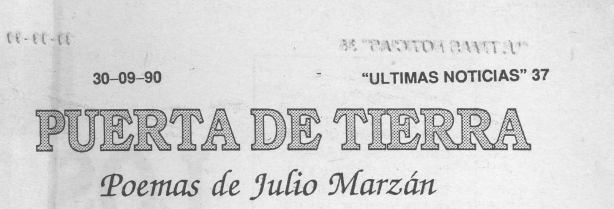 30-09-90 "ULTIMAS NOTICIAS" 37
PUERTA DE TIERRA
Poemas de Julio Marzán